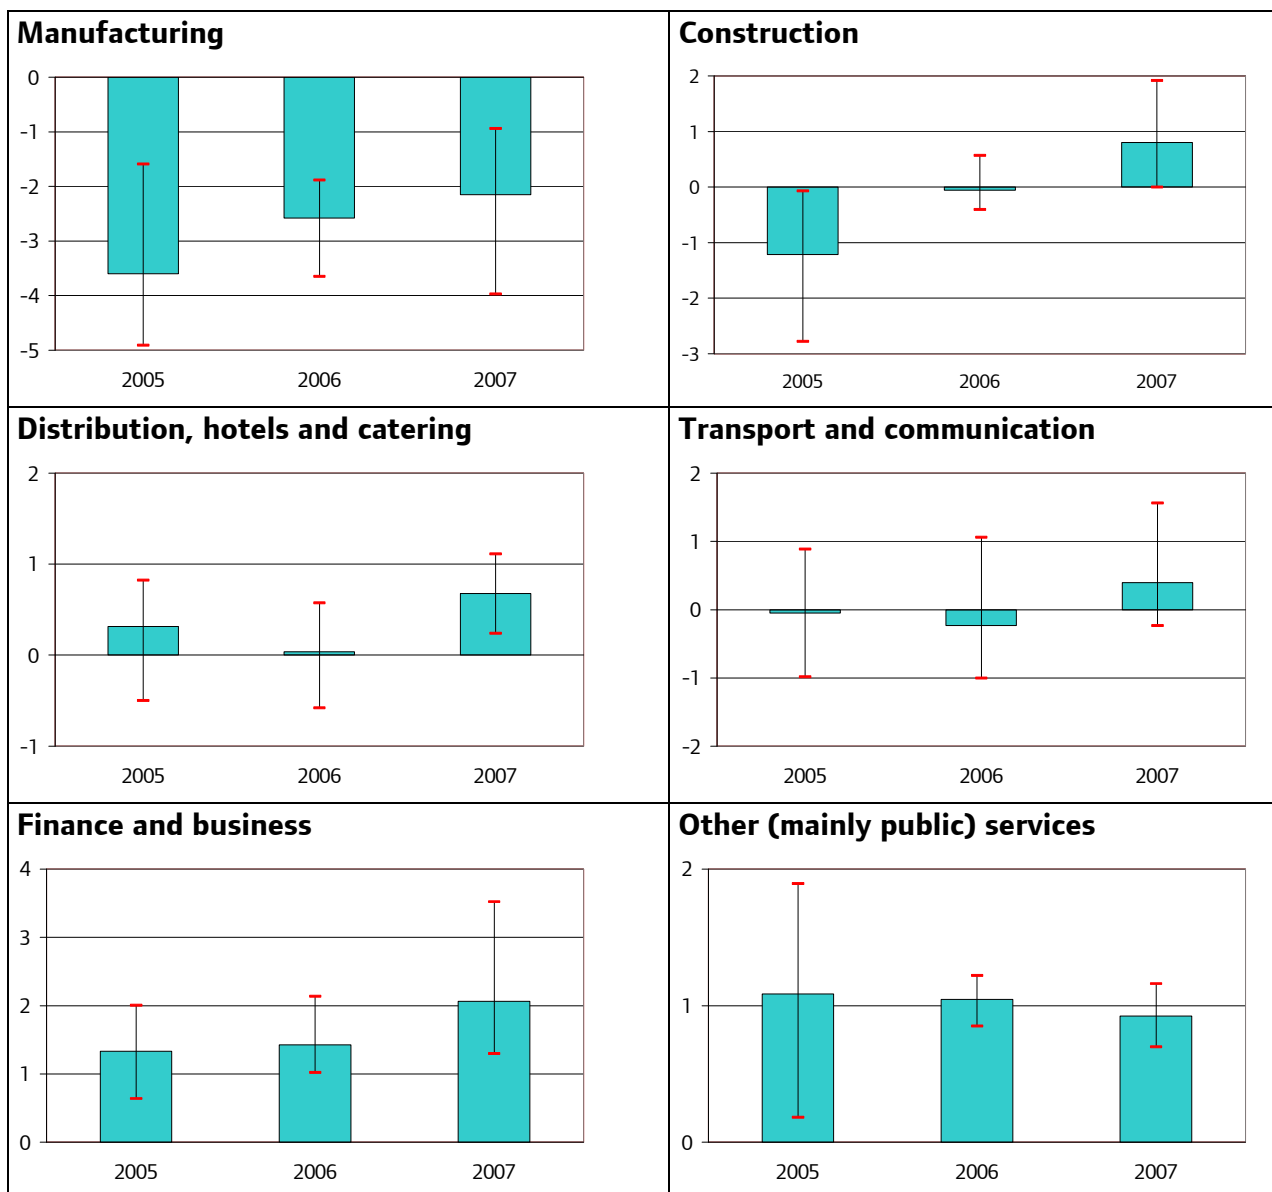 Manufacturing
0
-1
-2
-3
-4
-5
2005 2006 2007
Construction
2
1
0
-1
-2
-3
2005 2006 2007
Distribution, hotels and catering
2
1
0
-1
2005 2006 2007
Transport and communication
2
1
0
-1
-2
2005 2006 2007
Finance and business
4
3
2
1
0
2005 2006 2007
Other (mainly public) services
2
1
0
2005 2006 2007